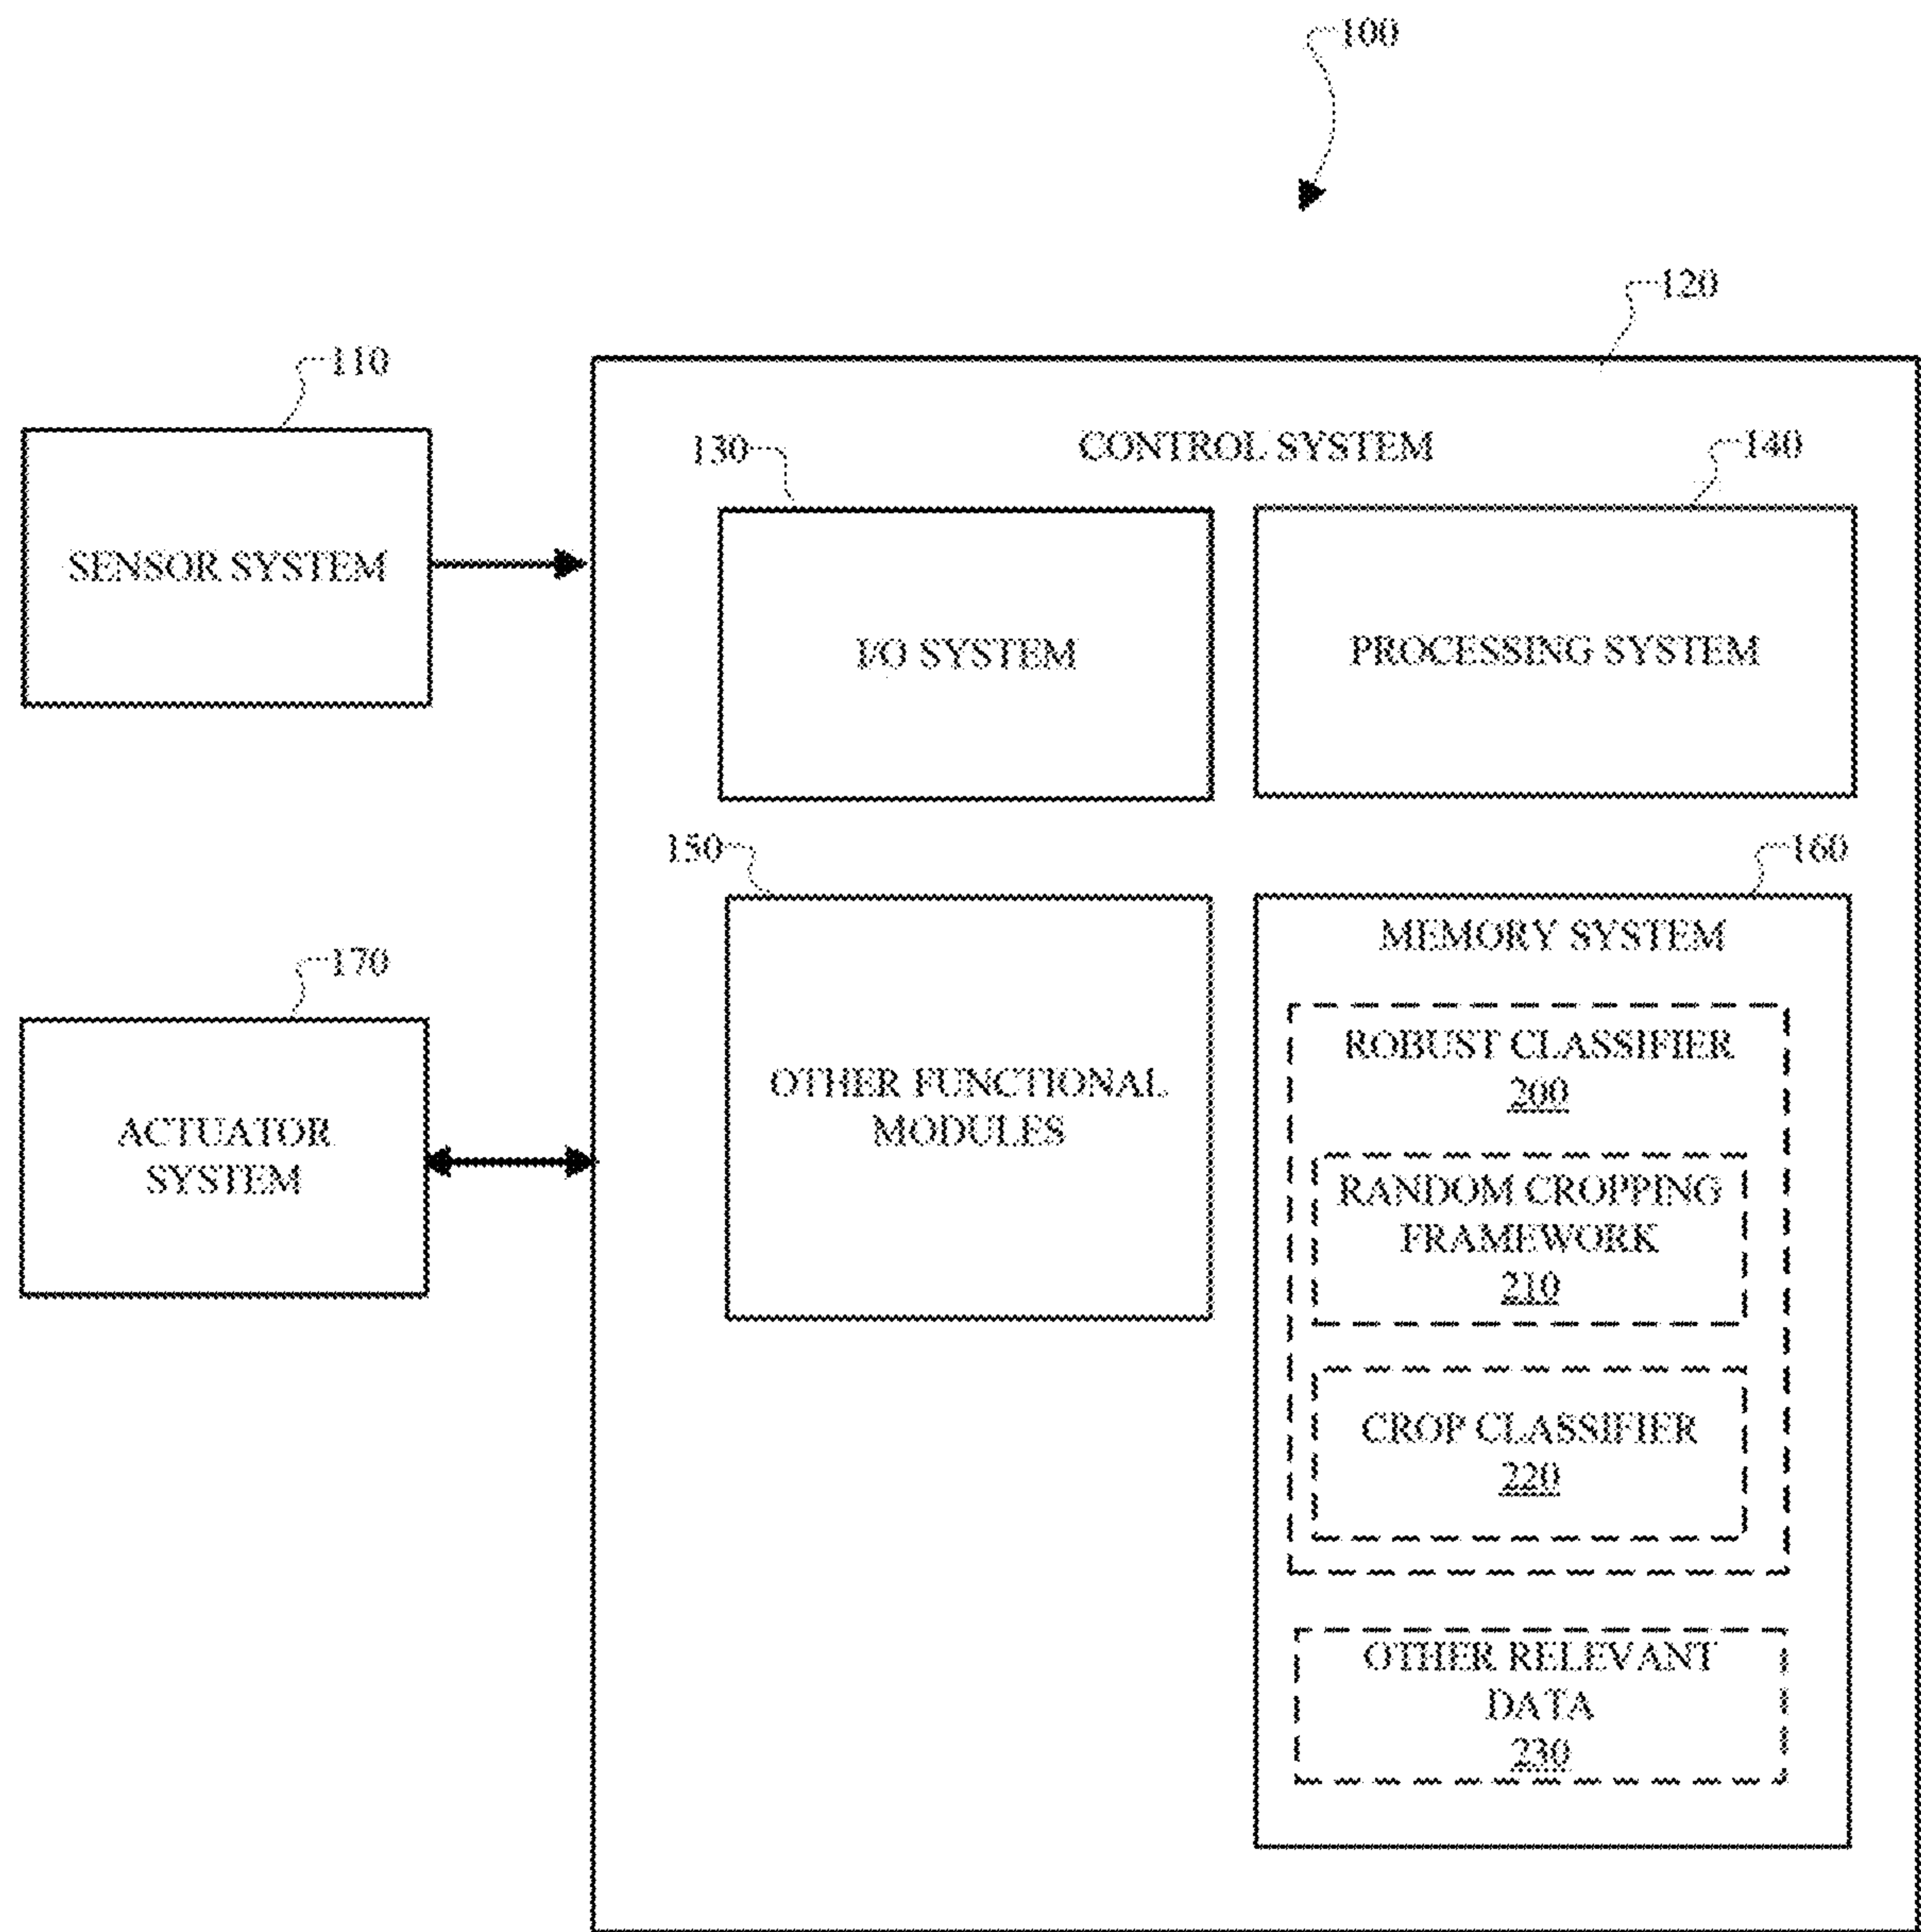 100
120
110
CONTROL SYSTEM
130
140
SENSOR SYSTEM
I/O SYSTEM
PROCESSING SYSTEM
150
160
MEMORY SYSTEM
170
ROBUST CLASSIFIER
200
OTHER FUNCTIONAL
MODULES
ACTUATOR
SYSTEM
RANDOM CROPPING
FRAMEWORK
210
CROP CLASSIFIER
220
OTHER RELEVANT
DATA
230